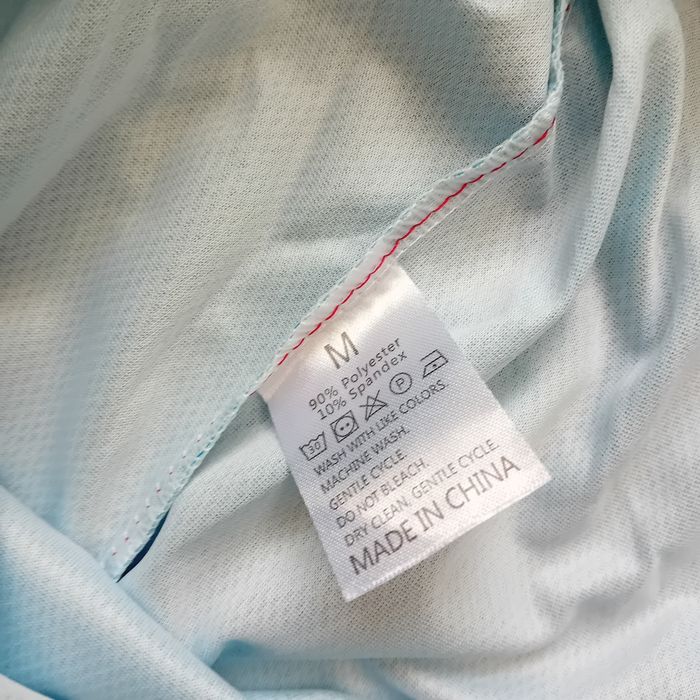 M
90% Polyester
10% Spandex
30 P
WASH WITH LIKE COLORS.
MACHINE WASH.
GENTLE CYCLE.
DO NOT BLEACH.
DRY CLEAN. GENTLE CYCLE.
MADE IN CHINA